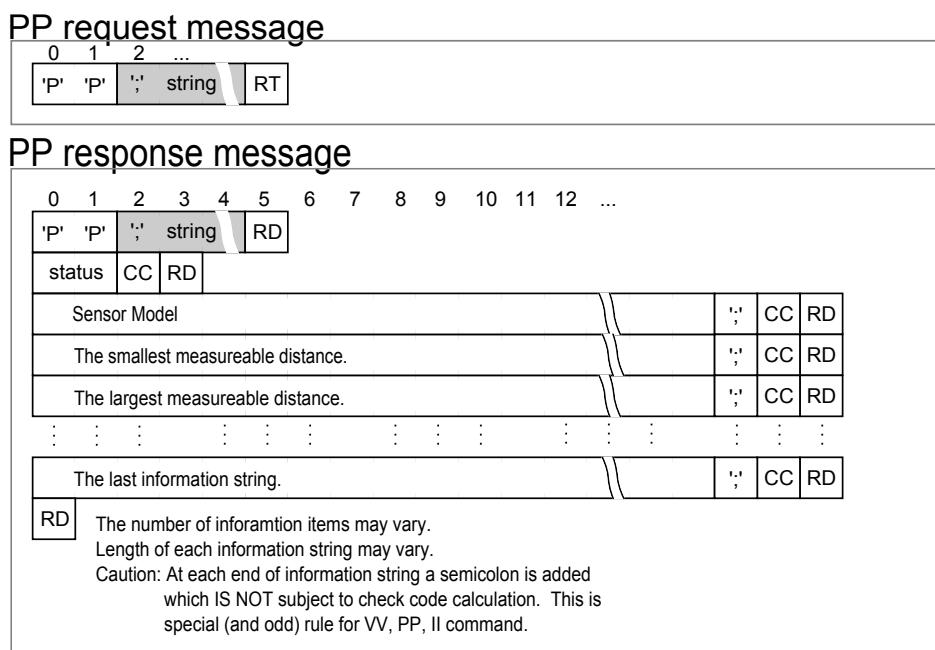 PP request message
0 1 2 ...
'P' 'P' ';' string RT
PP response message
0 1 2 3 4 5 6 7 8 9 10 11 12 ...
'P' 'P' ';' string RD
status CC RD
Sensor Model ';' CC RD
The smallest measureable distance. ';' CC RD
The largest measureable distance. ';' CC RD
The last information string. ';' CC RD
RD
The number of inforamtion items may vary.
Length of each information string may vary.
Caution: At each end of information string a semicolon is added
which IS NOT subject to check code calculation. This is
special (and odd) rule for VV, PP, II command.